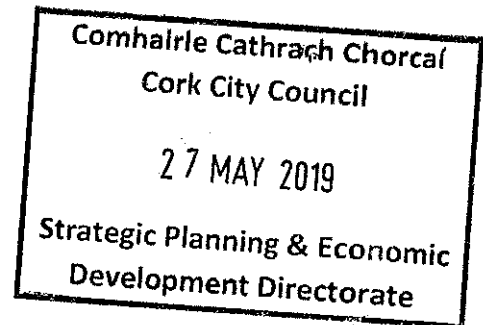 Comhairle Cathrach Chorcaí
Cork City Council
27 MAY 2019
Strategic Planning & Economic
Development Directorate